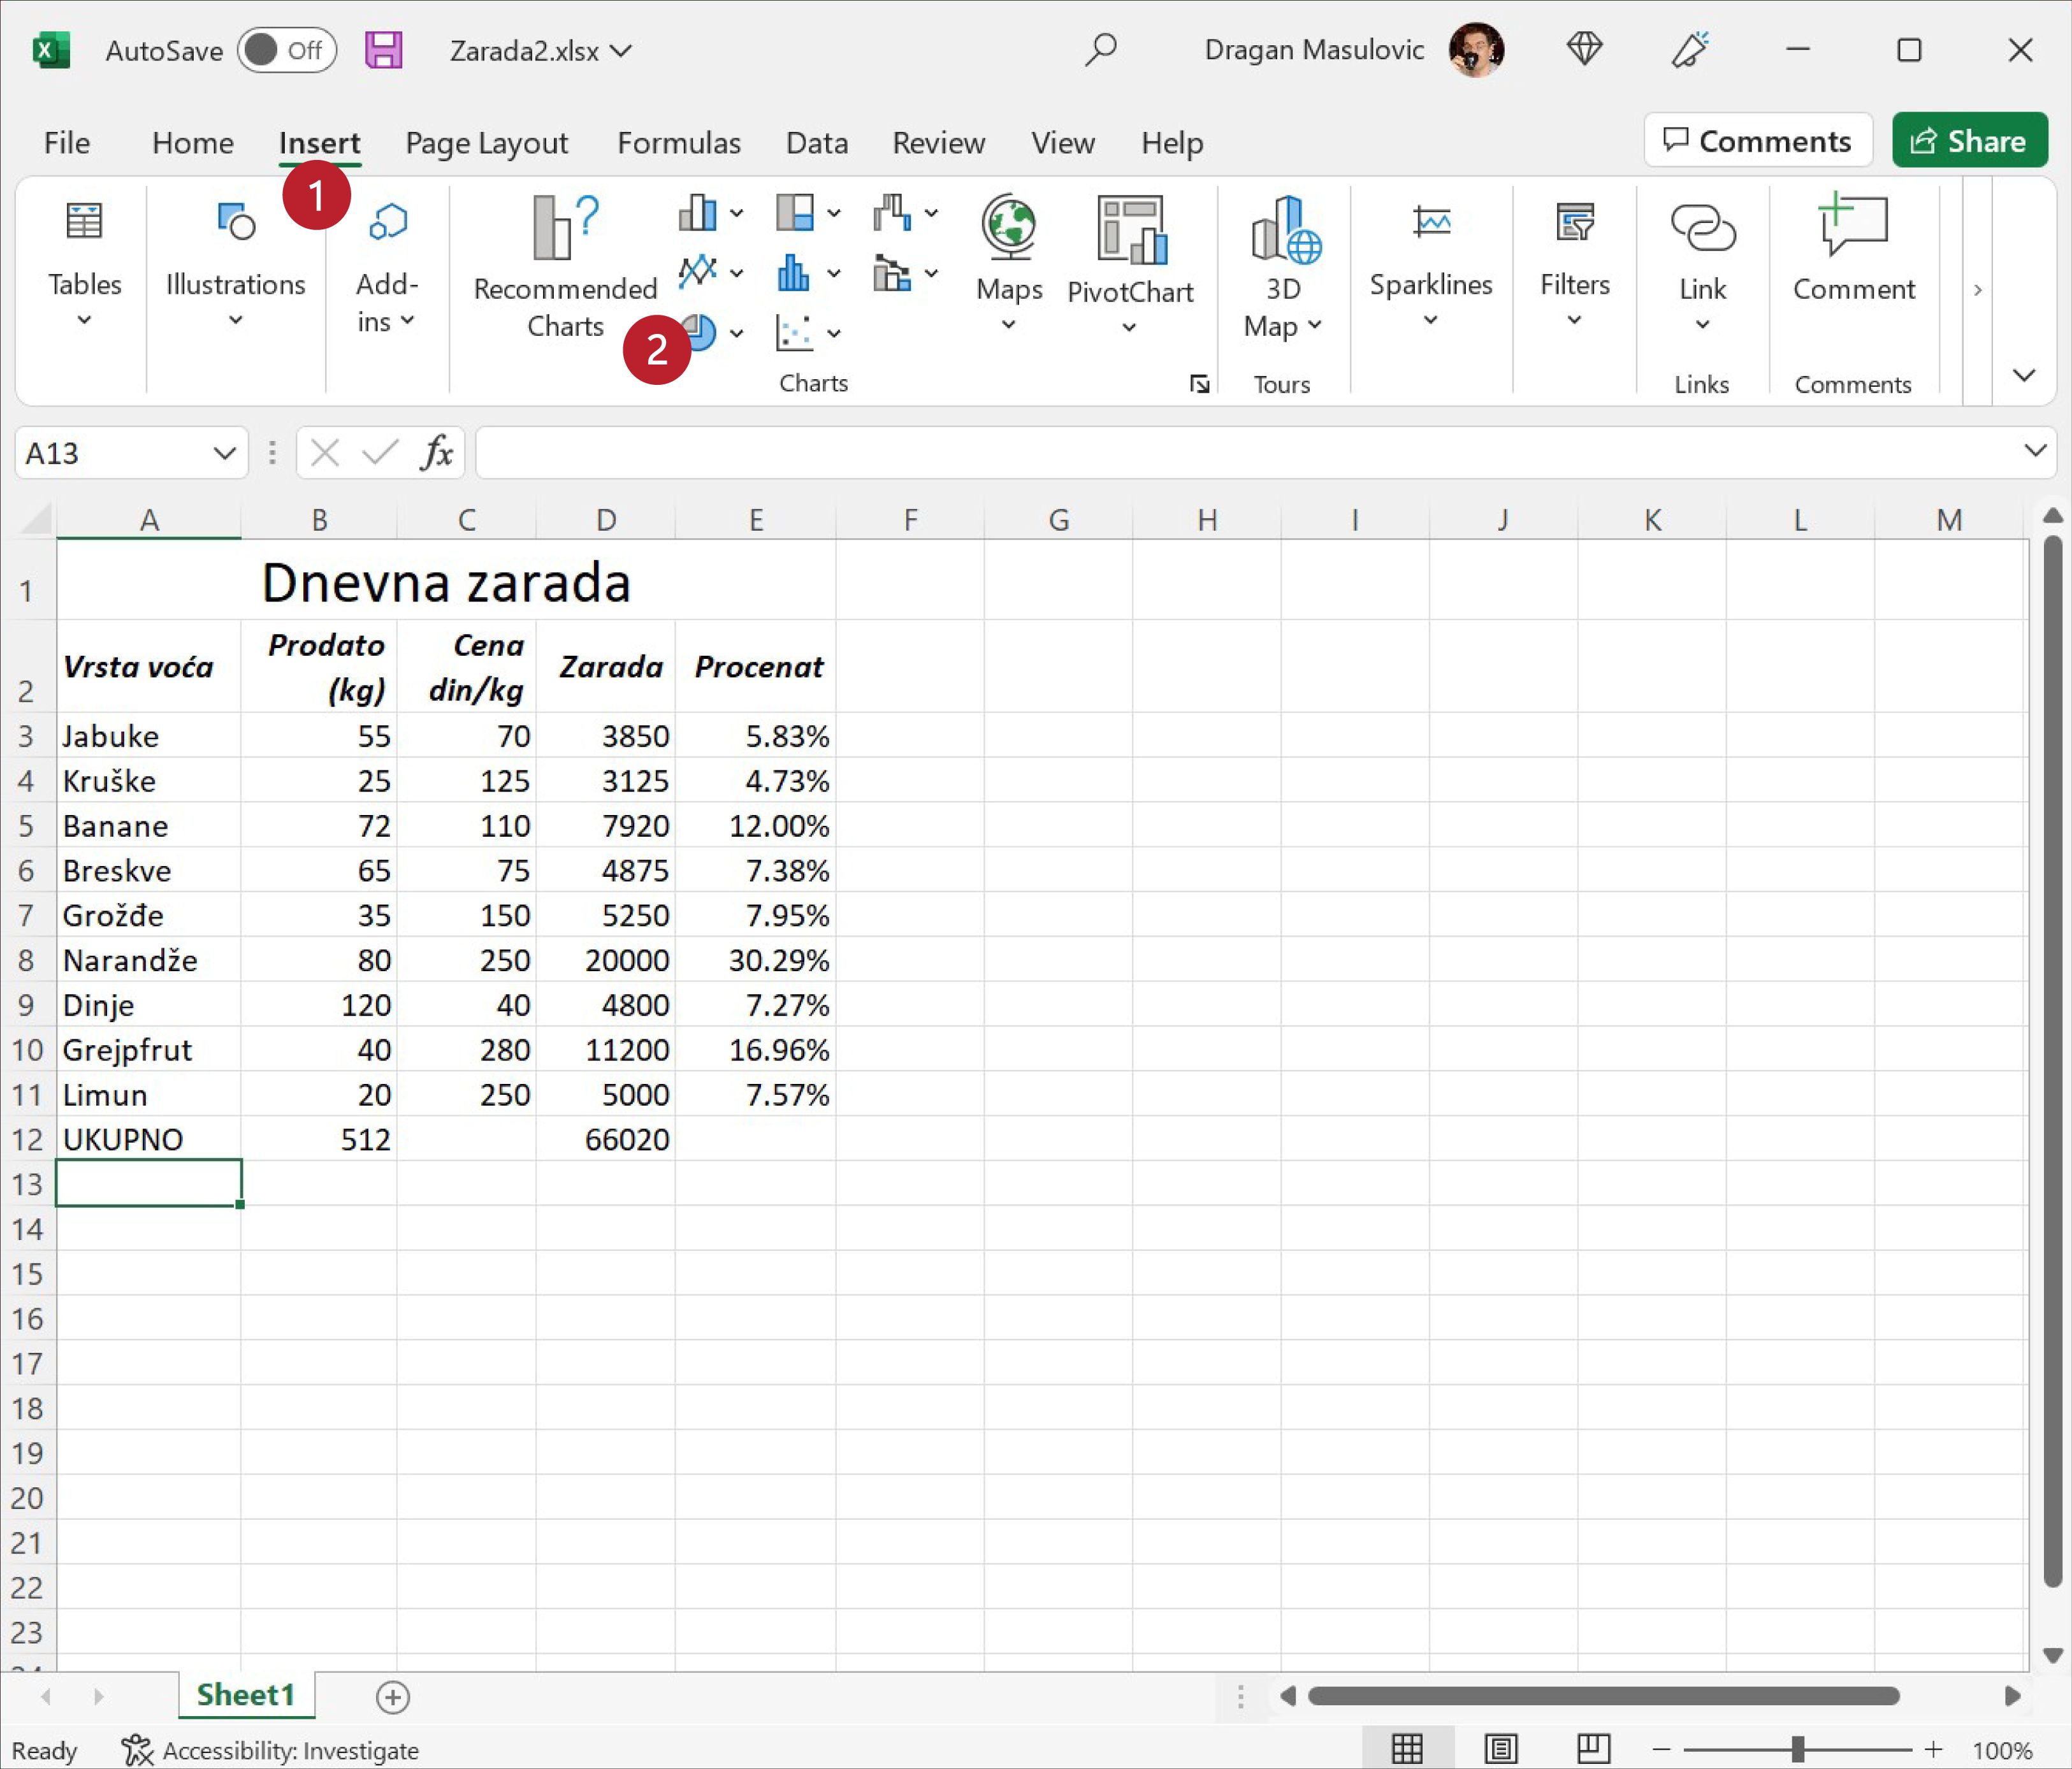 AutoSave Off Zarada2.xlsx Dragan Masulovic
File Home Insert Page Layout Formulas Data Review View Help Comments Share
1
Tables Illustrations Add-ins Recommended Charts Maps PivotChart 3D Map Sparklines Filters Link Comment
2
Charts Tours Links Comments
A13 fx
A B C D E F G H I J K L M
1 Dnevna zarada
2 Vrsta voća Prodato (kg) Cena din/kg Zarada Procenat
3 Jabuke 55 70 3850 5.83%
4 Kruške 25 125 3125 4.73%
5 Banane 72 110 7920 12.00%
6 Breskve 65 75 4875 7.38%
7 Grožđe 35 150 5250 7.95%
8 Narandže 80 250 20000 30.29%
9 Dinje 120 40 4800 7.27%
10 Grejpfrut 40 280 11200 16.96%
11 Limun 20 250 5000 7.57%
12 UKUPNO 512 66020
13
14
15
16
17
18
19
20
21
22
23
Sheet1
Ready Accessibility: Investigate 100%